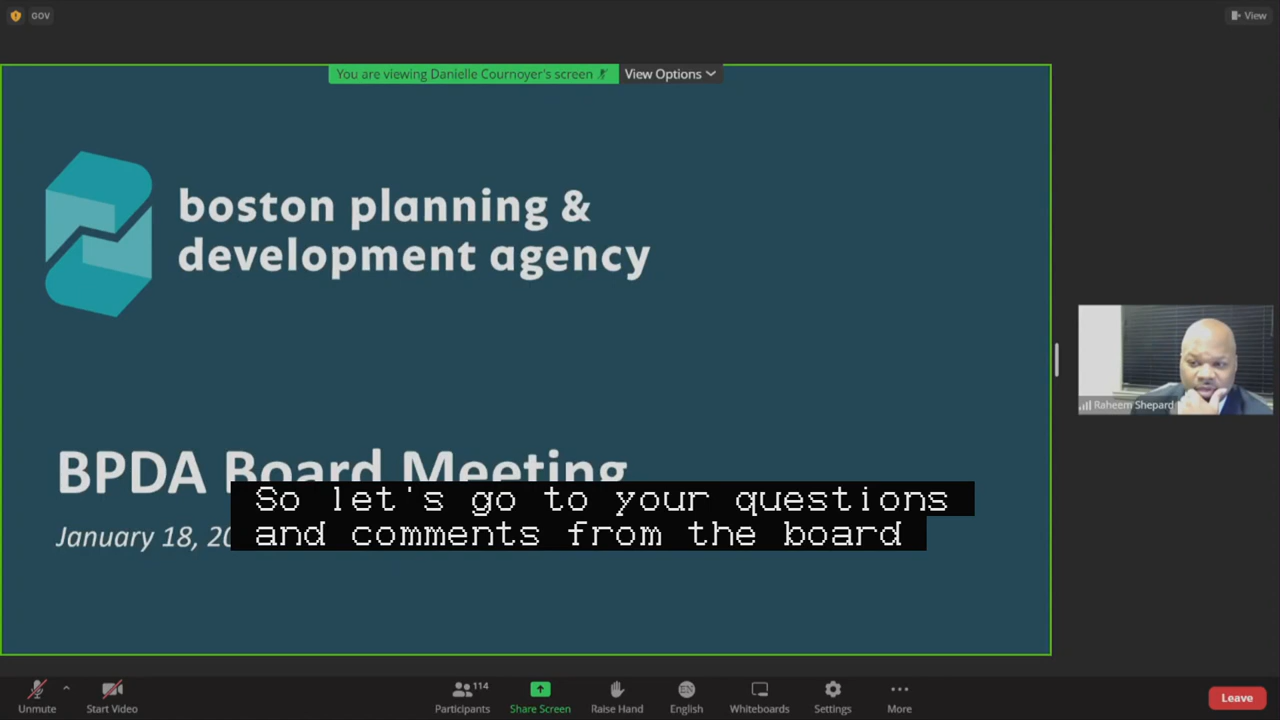 GOV
View
You are viewing Danielle Cournoyer's screen
View Options
boston planning &
development agency
BPDA Board Meeting
January 18, 20
So let's go to your questions
and comments from the board
Raheem Shepard
Unmute
Start Video
Participants
114
Share Screen
Raise Hand
EN
English
Whiteboards
Settings
More
Leave